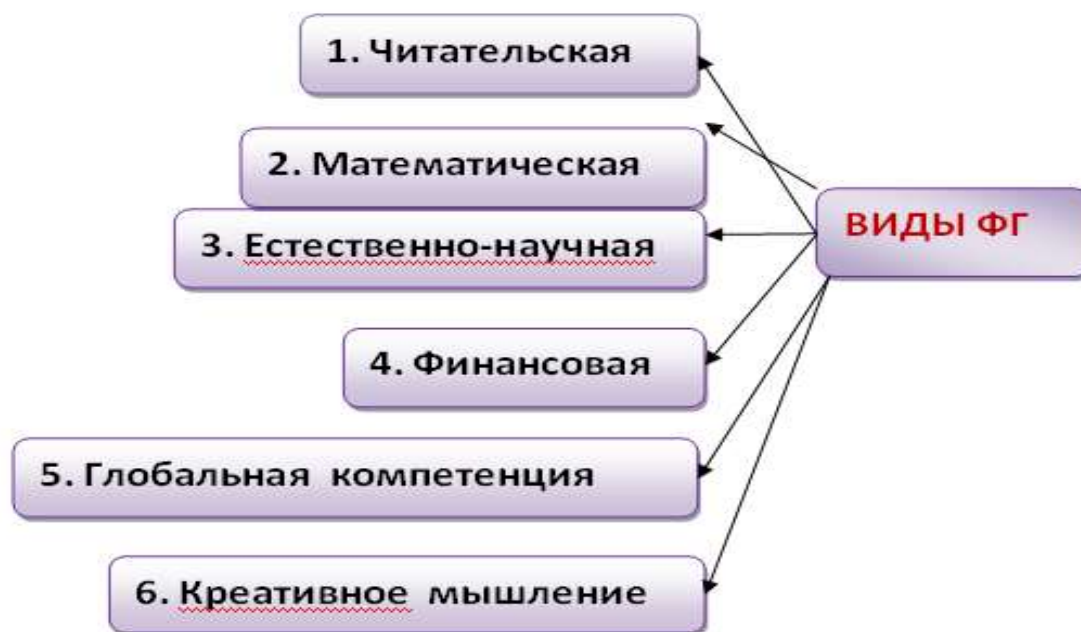 1. Читательская
2. Математическая
ВИДЫ ФГ
3. Естественно-научная
4. Финансовая
5. Глобальная компетенция
6. Креативное мышление